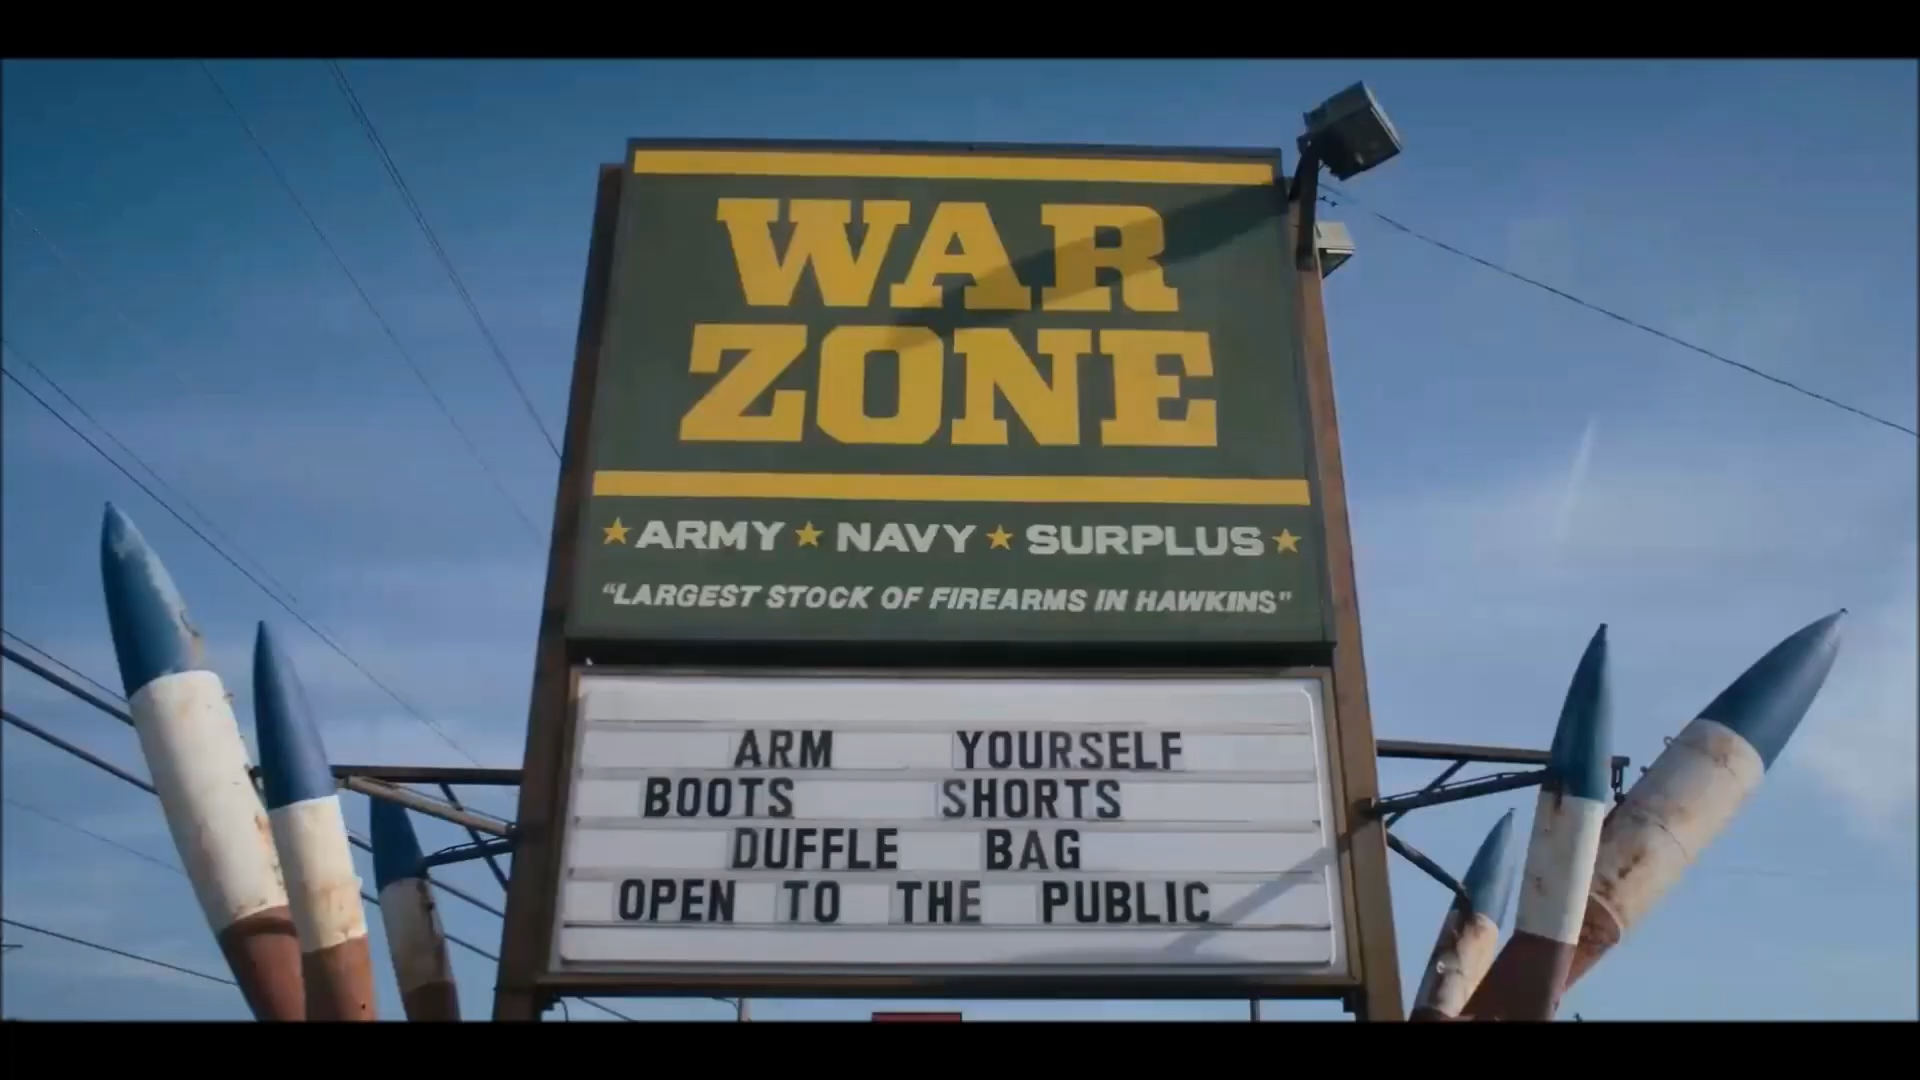 WAR
ZONE
★ARMY★NAVY★SURPLUS★
"LARGEST STOCK OF FIREARMS IN HAWKINS"
ARM YOURSELF
BOOTS SHORTS
DUFFLE BAG
OPEN TO THE PUBLIC